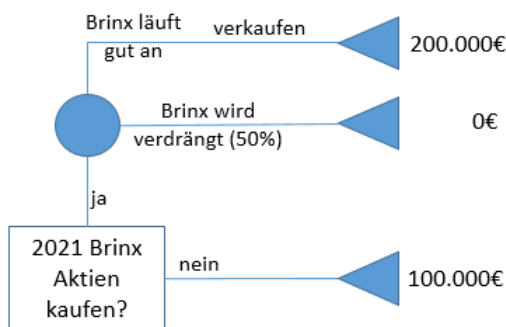 Brinx läuft
gut an
verkaufen
200.000€
Brinx wird
verdrängt (50%)
0€
ja
2021 Brinx
Aktien
kaufen?
nein
100.000€